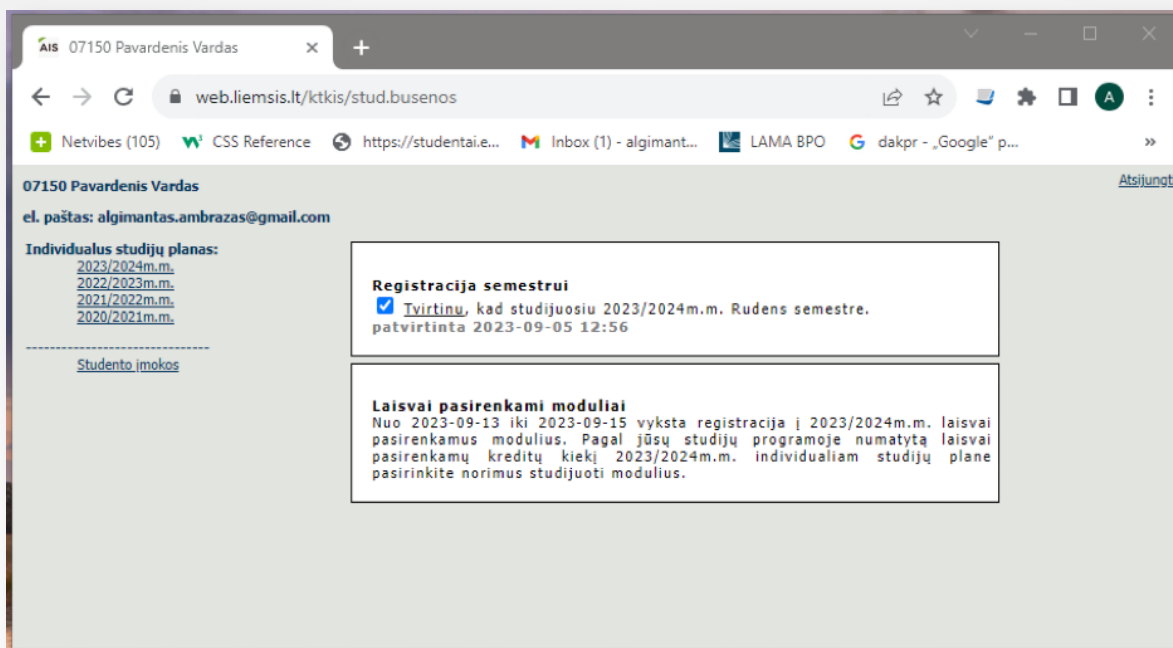 AIS 07150 Pavardenis Vardas
web.liemsis.lt/ktkis/stud.busenos
A
Netvibes (105) CSS Reference https://studentai.e... Inbox (1) - algimant... LAMA BPO dakpr - „Google“ p... »
07150 Pavardenis Vardas
Atsijungt
el. paštas: algimantas.ambrazas@gmail.com
Individualus studijų planas:
2023/2024m.m.
2022/2023m.m.
2021/2022m.m.
2020/2021m.m.
-------------------------------
Studento įmokos
Registracija semestrui
Tvirtinu, kad studijuosiu 2023/2024m.m. Rudens semestre.
patvirtinta 2023-09-05 12:56
Laisvai pasirenkami moduliai
Nuo 2023-09-13 iki 2023-09-15 vyksta registracija į 2023/2024m.m. laisvai
pasirenkamus modulius. Pagal jūsų studijų programoje numatytą laisvai
pasirenkamų kreditų kiekį 2023/2024m.m. individualiam studijų plane
pasirinkite norimus studijuoti modulius.